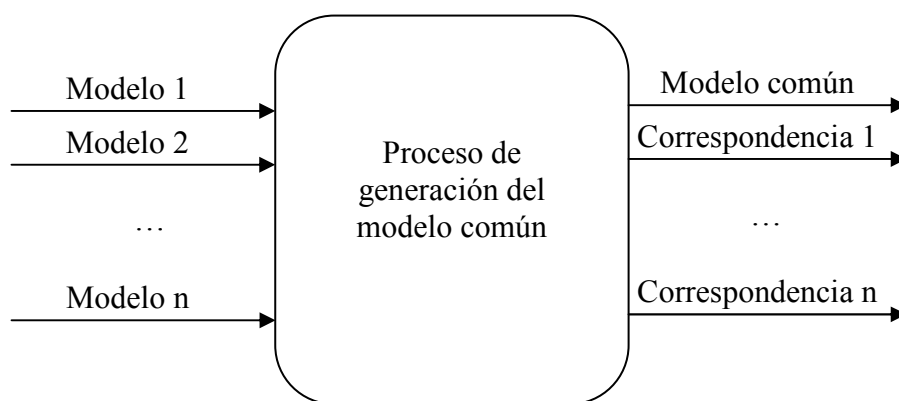 Modelo 1
Modelo 2
…
Modelo n
Proceso de
generación del
modelo común
Modelo común
Correspondencia 1
…
Correspondencia n